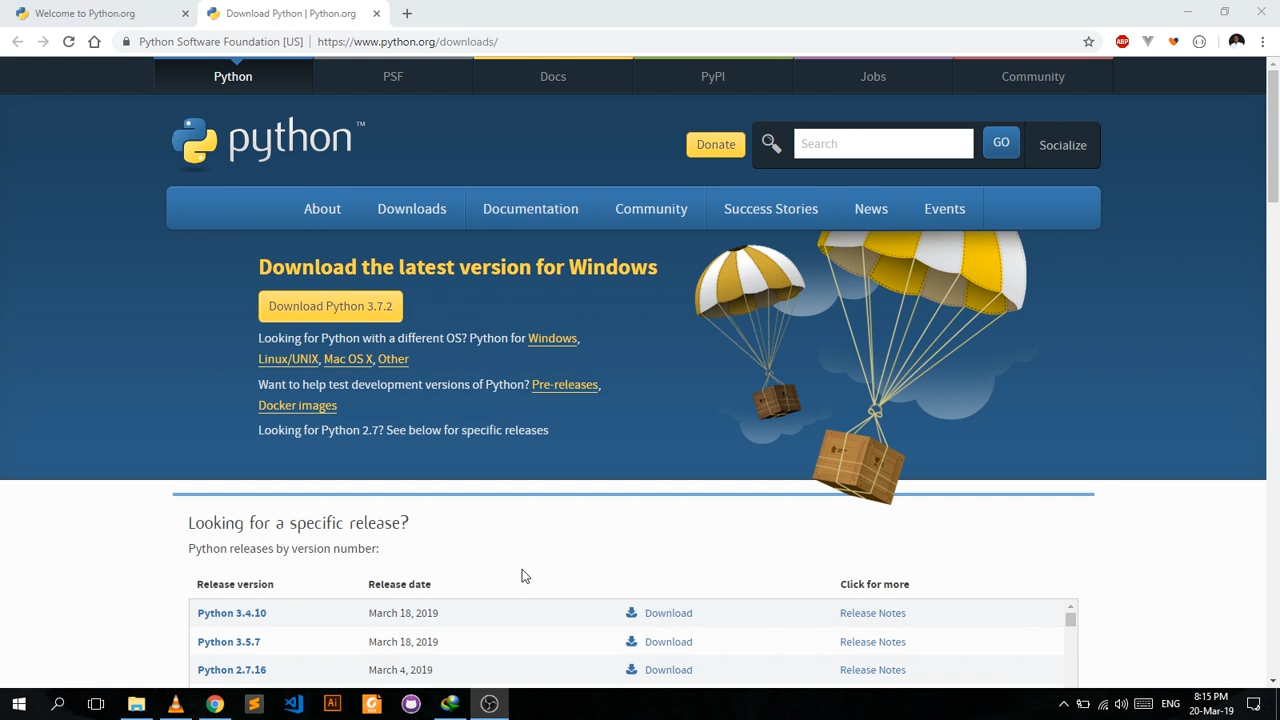 Welcome to Python.org
Download Python | Python.org
Python Software Foundation [US] | https://www.python.org/downloads/
ABP
Python PSF Docs PyPI Jobs Community
python™
Donate
Search
GO
Socialize
About Downloads Documentation Community Success Stories News Events
Download the latest version for Windows
Download Python 3.7.2
Looking for Python with a different OS? Python for Windows,
Linux/UNIX, Mac OS X, Other
Want to help test development versions of Python? Pre-releases,
Docker images
Looking for Python 2.7? See below for specific releases
Looking for a specific release?
Python releases by version number:
Release version Release date Click for more
Python 3.4.10 March 18, 2019 Download Release Notes
Python 3.5.7 March 18, 2019 Download Release Notes
Python 2.7.16 March 4, 2019 Download Release Notes
Ai
ENG
8:15 PM
20-Mar-19